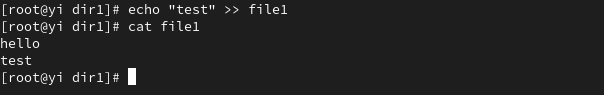 [root@yi dir1]# echo "test" >> file1
[root@yi dir1]# cat file1
hello
test
[root@yi dir1]#